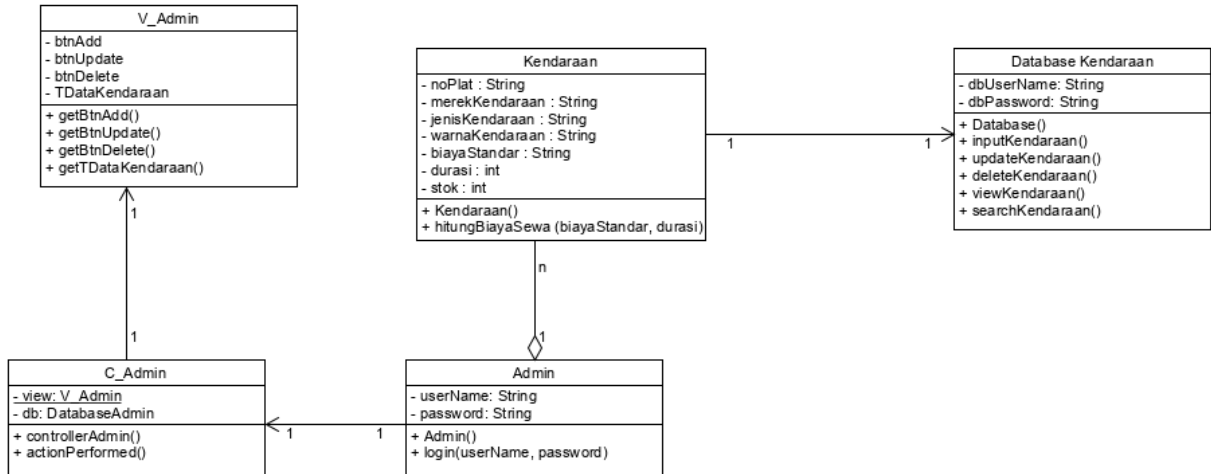 V_Admin
- btnAdd
- btnUpdate
- btnDelete
- TDataKendaraan
+ getBtnAdd()
+ getBtnUpdate()
+ getBtnDelete()
+ getTDataKendaraan()
Kendaraan
- noPlat : String
- merekKendaraan : String
- jenisKendaraan : String
- warnaKendaraan : String
- biayaStandar : String
- durasi : int
- stok : int
+ Kendaraan()
+ hitungBiayaSewa (biayaStandar, durasi)
Database Kendaraan
- dbUserName: String
- dbPassword: String
+ Database()
+ inputKendaraan()
+ updateKendaraan()
+ deleteKendaraan()
+ viewKendaraan()
+ searchKendaraan()
1
1
1
n
1
1
C_Admin
- view: V_Admin
- db: DatabaseAdmin
+ controllerAdmin()
+ actionPerformed()
1
1
Admin
- userName: String
- password: String
+ Admin()
+ login(userName, password)